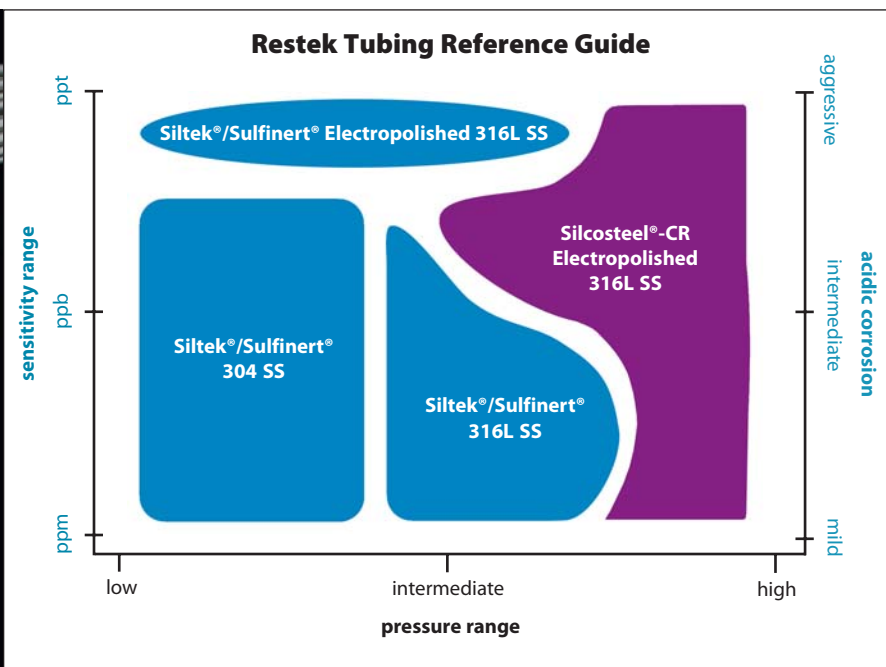 Restek Tubing Reference Guide
sensitivity range
ppt
ppb
ppm
Siltek®/Sulfinert® Electropolished 316L SS
Siltek®/Sulfinert®
304 SS
Siltek®/Sulfinert®
316L SS
Silcosteel®-CR
Electropolished
316L SS
aggressive
intermediate
mild
acidic corrosion
low
intermediate
high
pressure range